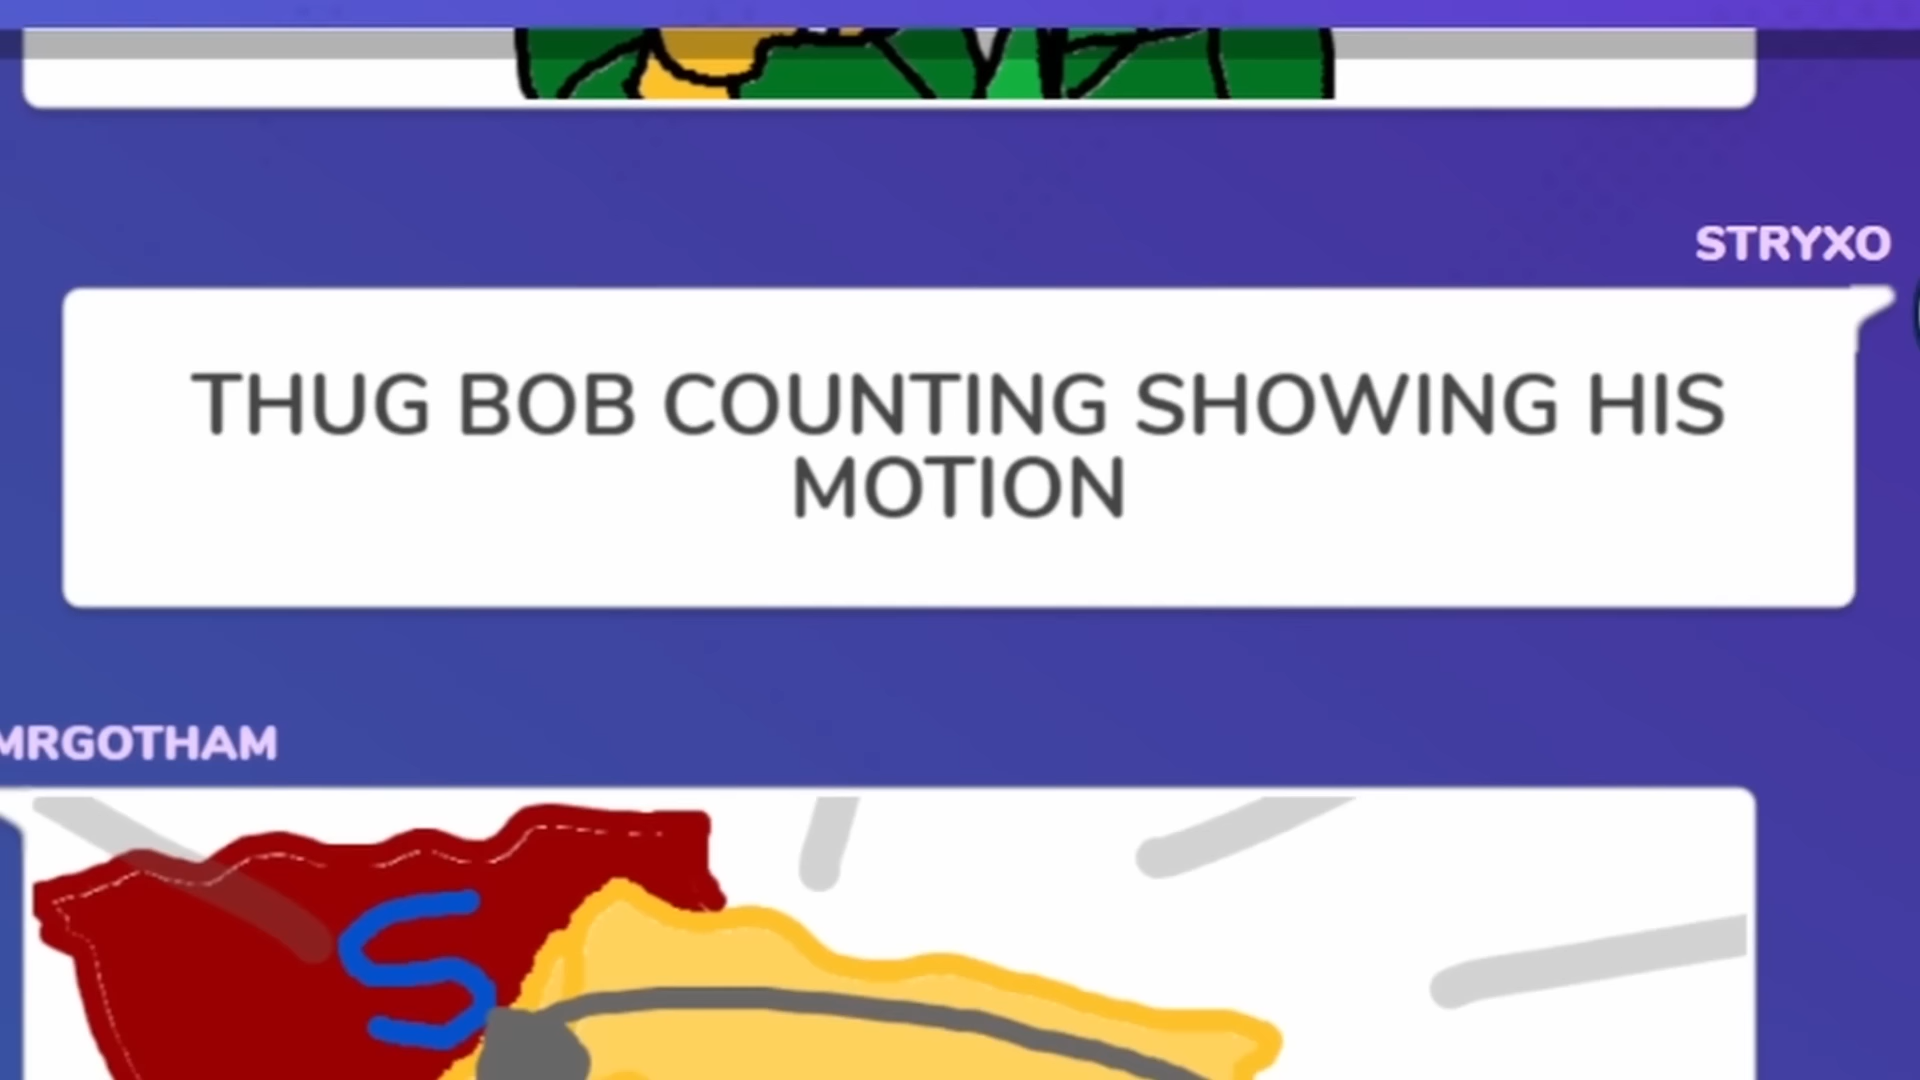 STRYXO
THUG BOB COUNTING SHOWING HIS
MOTION
MRGOTHAM
S